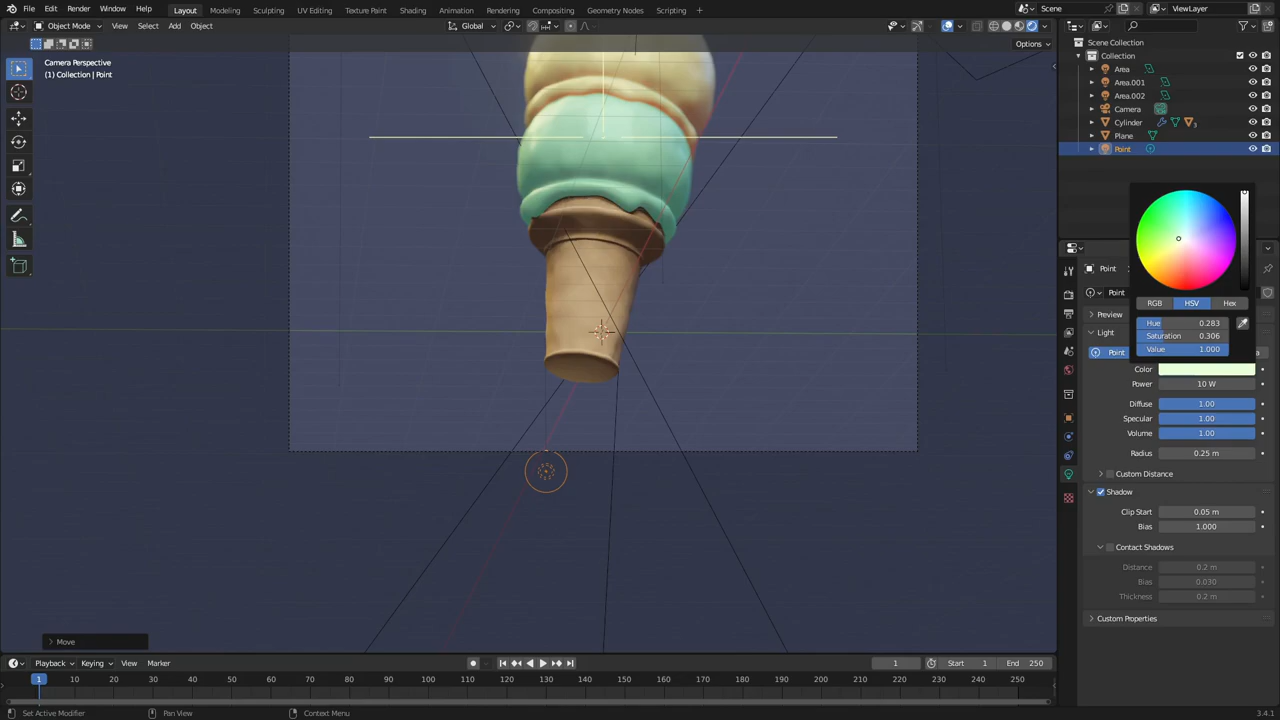 File Edit Render Window Help Layout Modeling Sculpting UV Editing Texture Paint Shading Animation Rendering Compositing Geometry Nodes Scripting Scene ViewLayer
Object Mode View Select Add Object Global
Options
Camera Perspective
(1) Collection | Point
Scene Collection
Collection
Area
Area.001
Area.002
Camera
Cylinder 3
Plane
Point
RGB HSV Hex
Hue 0.283
Saturation 0.306
Value 1.000
Point
Point
Preview
Light
Point
Color
Power 10 W
Diffuse 1.00
Specular 1.00
Volume 1.00
Radius 0.25 m
Custom Distance
Shadow
Clip Start 0.05 m
Bias 1.000
Contact Shadows
Distance 0.2 m
Bias 0.030
Thickness 0.2 m
Custom Properties
Move
Playback Keying View Marker 1 Start 1 End 250
1 10 20 30 40 50 60 70 80 90 100 110 120 130 140 150 160 170 180 190 200 210 220 230 240 250
Set Active Modifier Pan View Context Menu 3.4.1